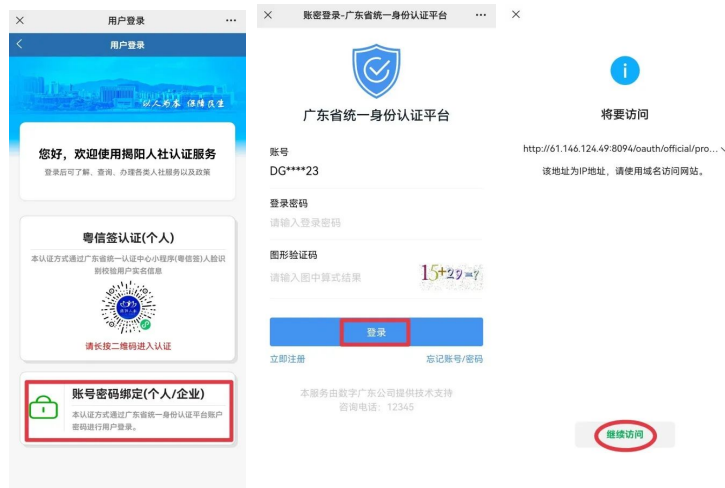 用户登录
用户登录
以人为本 保障民生
您好，欢迎使用揭阳人社认证服务
登录后可了解、查询、办理各类人社服务以及政策
粤信签认证(个人)
本认证方式通过广东省统一认证中心小程序(粤信签)人脸识
别校验用户实名信息
请长按二维码进入认证
账号密码绑定(个人/企业)
本认证方式通过广东省统一身份认证平台账户
密码进行用户登录。
账密登录-广东省统一身份认证平台
广东省统一身份认证平台
账号
DG****23
登录密码
请输入登录密码
图形验证码
请输入图中算式结果
15+29=?
登录
立即注册
忘记账号/密码
本服务由数字广东公司提供技术支持
咨询电话：12345
将要访问
http://61.146.124.49:8094/oauth/official/pro...
该地址为IP地址，请使用域名访问网站。
继续访问